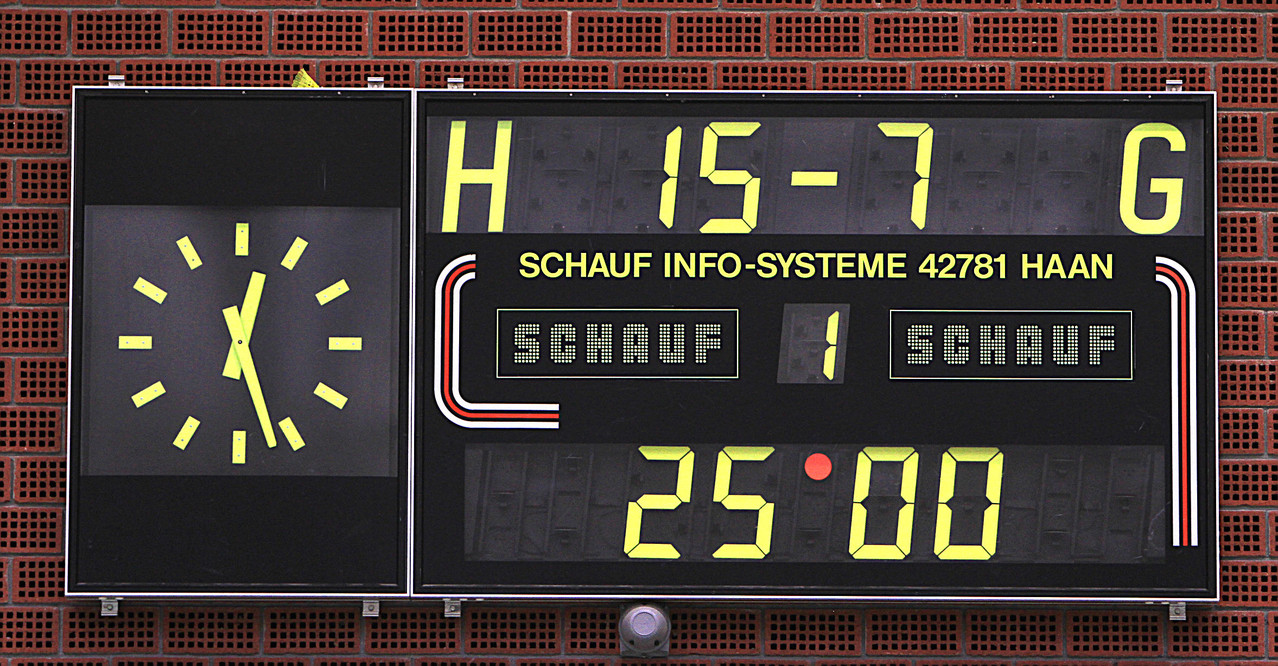 H 15-7 G
SCHAUF INFO-SYSTEME 42781 HAAN
SCHAUF 1 SCHAUF
25 00